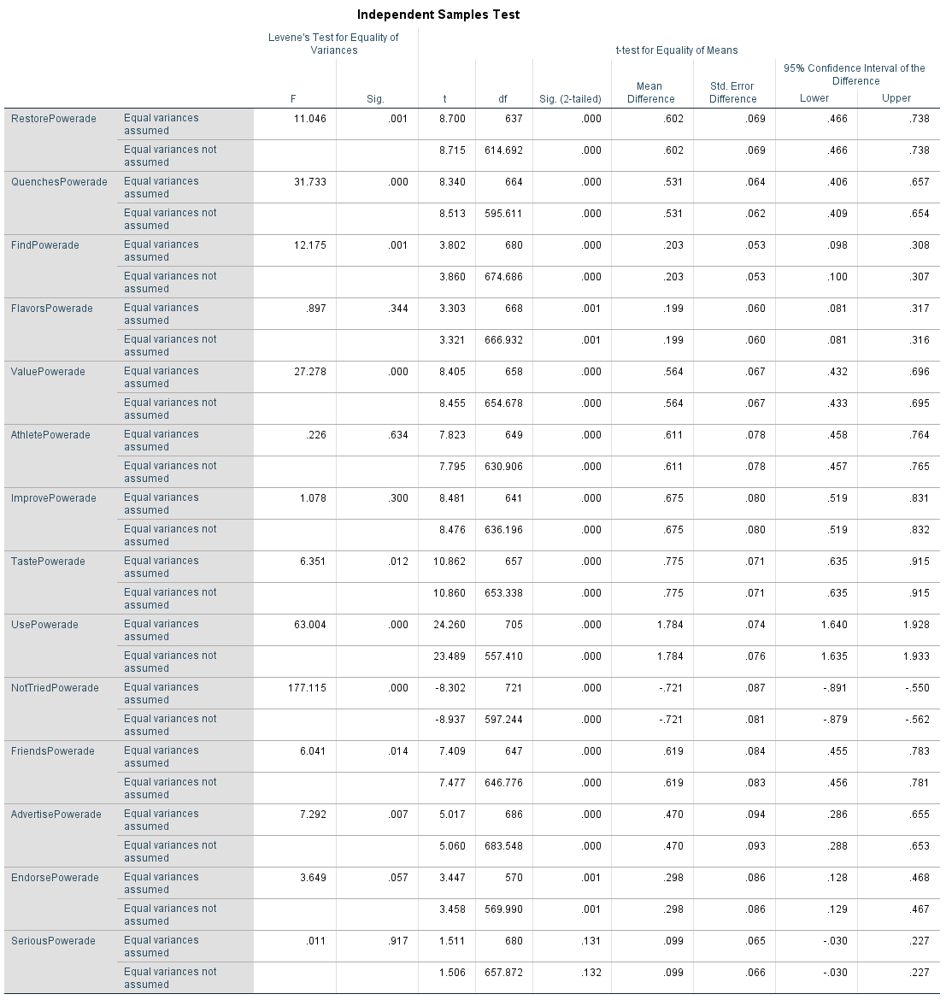 Independent Samples Test
Levene's Test for Equality of
Variances
t-test for Equality of Means
F Sig. t df Sig. (2-tailed) Mean
Difference Std. Error
Difference 95% Confidence Interval of the
Difference
Lower Upper
RestorePowerade Equal variances
assumed 11.046 .001 8.700 637 .000 .602 .069 .466 .738
Equal variances not
assumed 8.715 614.692 .000 .602 .069 .466 .738
QuenchesPowerade Equal variances
assumed 31.733 .000 8.340 664 .000 .531 .064 .406 .657
Equal variances not
assumed 8.513 595.611 .000 .531 .062 .409 .654
FindPowerade Equal variances
assumed 12.175 .001 3.802 680 .000 .203 .053 .098 .308
Equal variances not
assumed 3.860 674.686 .000 .203 .053 .100 .307
FlavorsPowerade Equal variances
assumed .897 .344 3.303 668 .001 .199 .060 .081 .317
Equal variances not
assumed 3.321 666.932 .001 .199 .060 .081 .316
ValuePowerade Equal variances
assumed 27.278 .000 8.405 658 .000 .564 .067 .432 .696
Equal variances not
assumed 8.455 654.678 .000 .564 .067 .433 .695
AthletePowerade Equal variances
assumed .226 .634 7.823 649 .000 .611 .078 .458 .764
Equal variances not
assumed 7.795 630.906 .000 .611 .078 .457 .765
ImprovePowerade Equal variances
assumed 1.078 .300 8.481 641 .000 .675 .080 .519 .831
Equal variances not
assumed 8.476 636.196 .000 .675 .080 .519 .832
TastePowerade Equal variances
assumed 6.351 .012 10.862 657 .000 .775 .071 .635 .915
Equal variances not
assumed 10.860 653.338 .000 .775 .071 .635 .915
UsePowerade Equal variances
assumed 63.004 .000 24.260 705 .000 1.784 .074 1.640 1.928
Equal variances not
assumed 23.489 557.410 .000 1.784 .076 1.635 1.933
NotTriedPowerade Equal variances
assumed 177.115 .000 -8.302 721 .000 -.721 .087 -.891 -.550
Equal variances not
assumed -8.937 597.244 .000 -.721 .081 -.879 -.562
FriendsPowerade Equal variances
assumed 6.041 .014 7.409 647 .000 .619 .084 .455 .783
Equal variances not
assumed 7.477 646.776 .000 .619 .083 .456 .781
AdvertisePowerade Equal variances
assumed 7.292 .007 5.017 686 .000 .470 .094 .286 .655
Equal variances not
assumed 5.060 683.548 .000 .470 .093 .288 .653
EndorsePowerade Equal variances
assumed 3.649 .057 3.447 570 .001 .298 .086 .128 .468
Equal variances not
assumed 3.458 569.990 .001 .298 .086 .129 .467
SeriousPowerade Equal variances
assumed .011 .917 1.511 680 .131 .099 .065 -.030 .227
Equal variances not
assumed 1.506 657.872 .132 .099 .066 -.030 .227